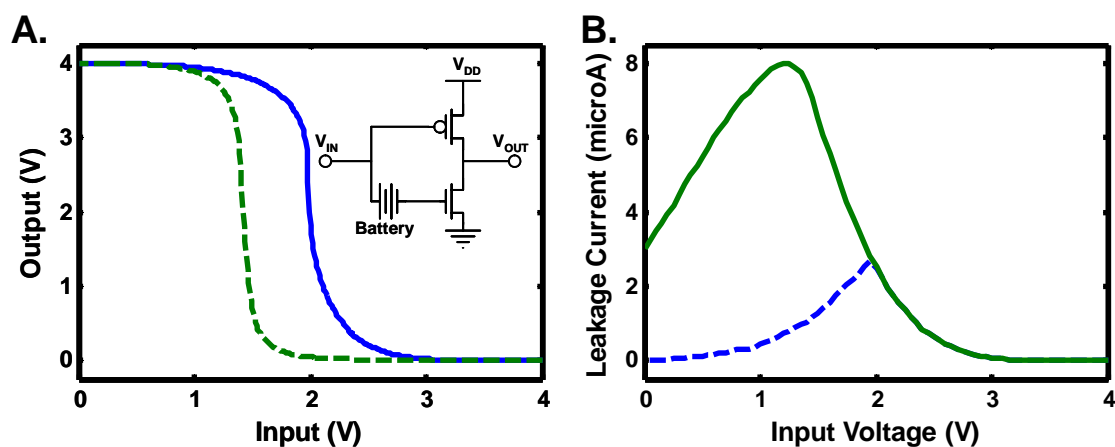 A.
4
3
2
1
0
Output (V)
0 1 2 3 4
Input (V)
VDD
VIN
VOUT
Battery
B.
8
6
4
2
0
Leakage Current (microA)
0 1 2 3 4
Input Voltage (V)